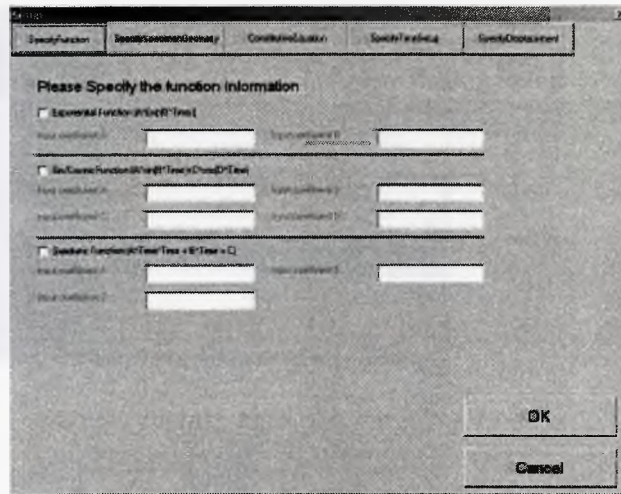 SpecifyFunction SpecifySpecimenGeometry ConstitutiveEquation SpecifyTimeSetup SpecifyDisplacement
Please Specify the function information
Exponential Function (A*Exp(B*Time))
Input coefficient A Input coefficient B
Sin/Cosine Function (A*sin(B*Time)+C*cos(D*Time)
Input coefficient A Input coefficient B
Input coefficient C Input coefficient D
Quadratic Function (A*Time*Time + B*Time + C)
Input coefficient A Input coefficient B
Input coefficient C
OK
Cancel